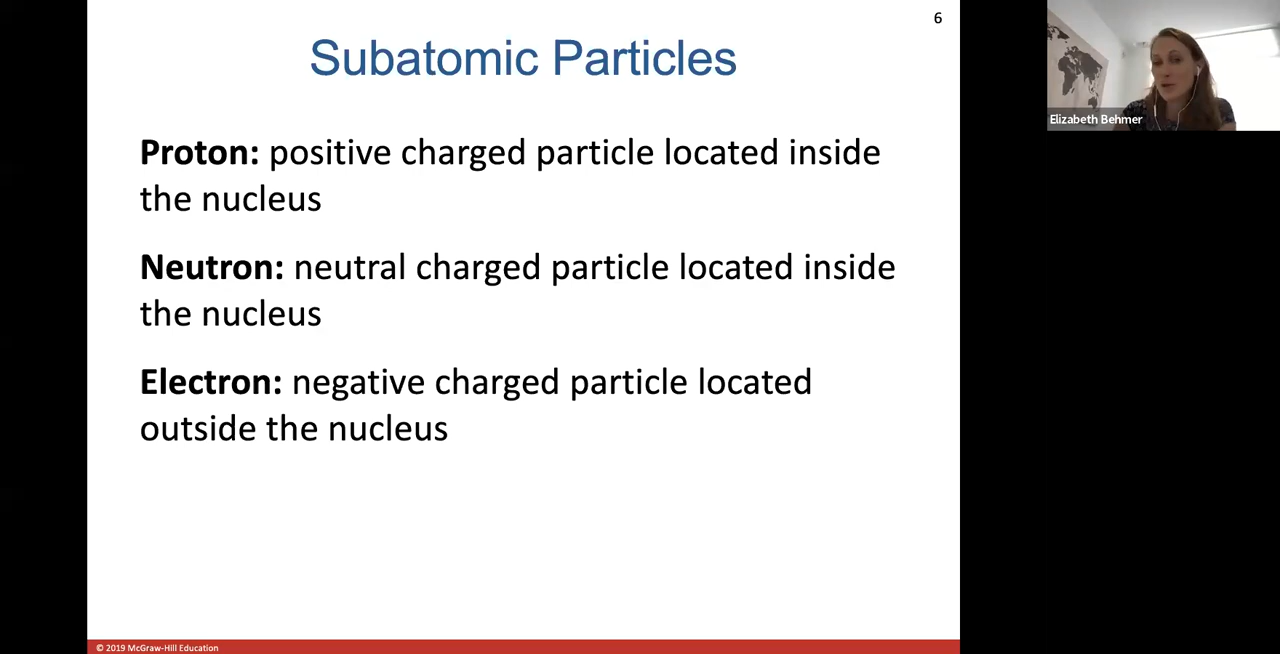 6
Subatomic Particles
Elizabeth Behmer
Proton: positive charged particle located inside
the nucleus
Neutron: neutral charged particle located inside
the nucleus
Electron: negative charged particle located
outside the nucleus
© 2019 McGraw-Hill Education